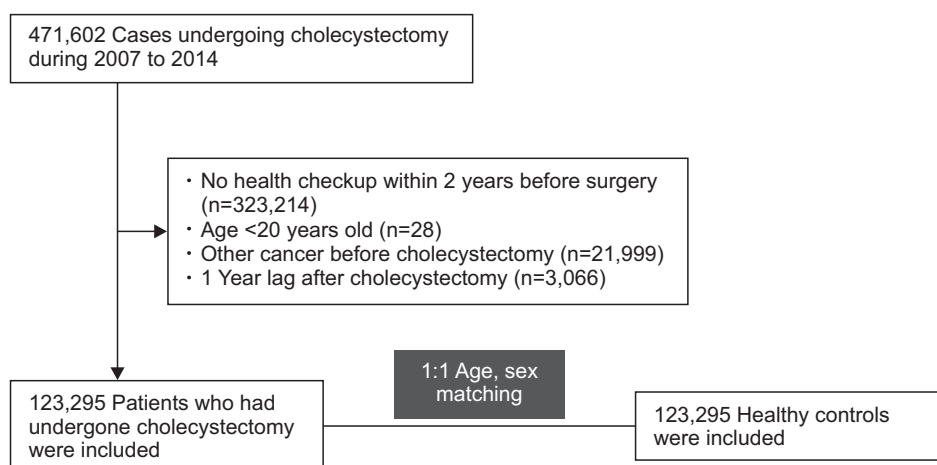 471,602 Cases undergoing cholecystectomy
during 2007 to 2014
· No health checkup within 2 years before surgery
(n=323,214)
· Age <20 years old (n=28)
· Other cancer before cholecystectomy (n=21,999)
· 1 Year lag after cholecystectomy (n=3,066)
1:1 Age, sex
matching
123,295 Patients who had
undergone cholecystectomy
were included
123,295 Healthy controls
were included